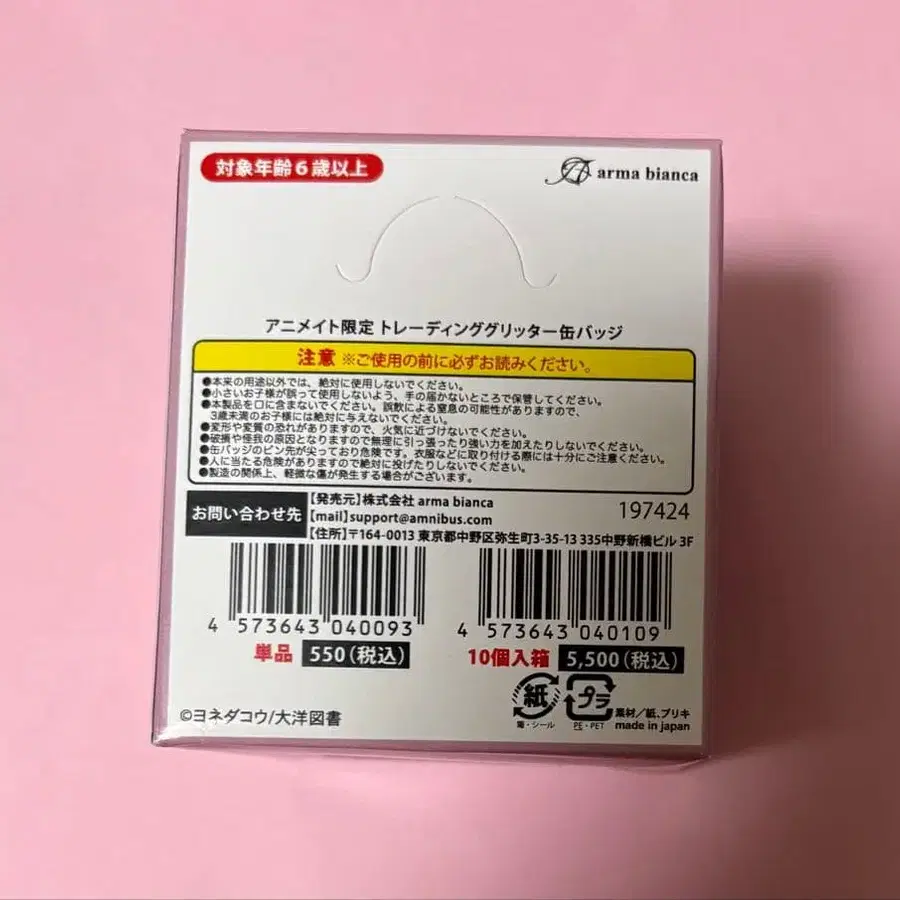 対象年齢6歳以上
arma bianca
アニメイト限定 トレーディンググリッター缶バッジ
注意 ※ご使用の前に必ずお読みください。
●本来の用途以外では、絶対に使用しないでください。
●小さいお子様が誤って使用しないよう、手の届かないところで保管してください。
●本製品を口に含まないでください。誤飲による窒息の可能性がありますので、
3歳未満のお子様には絶対に与えないでください。
●変形や変質の恐れがありますので、火気に近づけないでください。
●破損や怪我の原因となりますので無理に引っ張ったり強い力を加えたりしないでください。
●缶バッジのピン先が尖っており危険です。衣服などに取り付ける際には十分にご注意ください。
●人に当たる危険がありますので絶対に投げたりしないでください。
●製造の関係上、軽微な傷が発生する場合がございます。
お問い合わせ先
【発売元】株式会社 arma bianca
197424
【mail】support@amnibus.com
【住所】〒164-0013 東京都中野区弥生町3-35-13 335中野新橋ビル 3F
4 573643 040093
4 573643 040109
単品 550(税込)
10個入箱 5,500(税込)
紙
プラ
箱・シール
PE・PET
素材/紙、ブリキ
made in japan
©ヨネダコウ/大洋図書